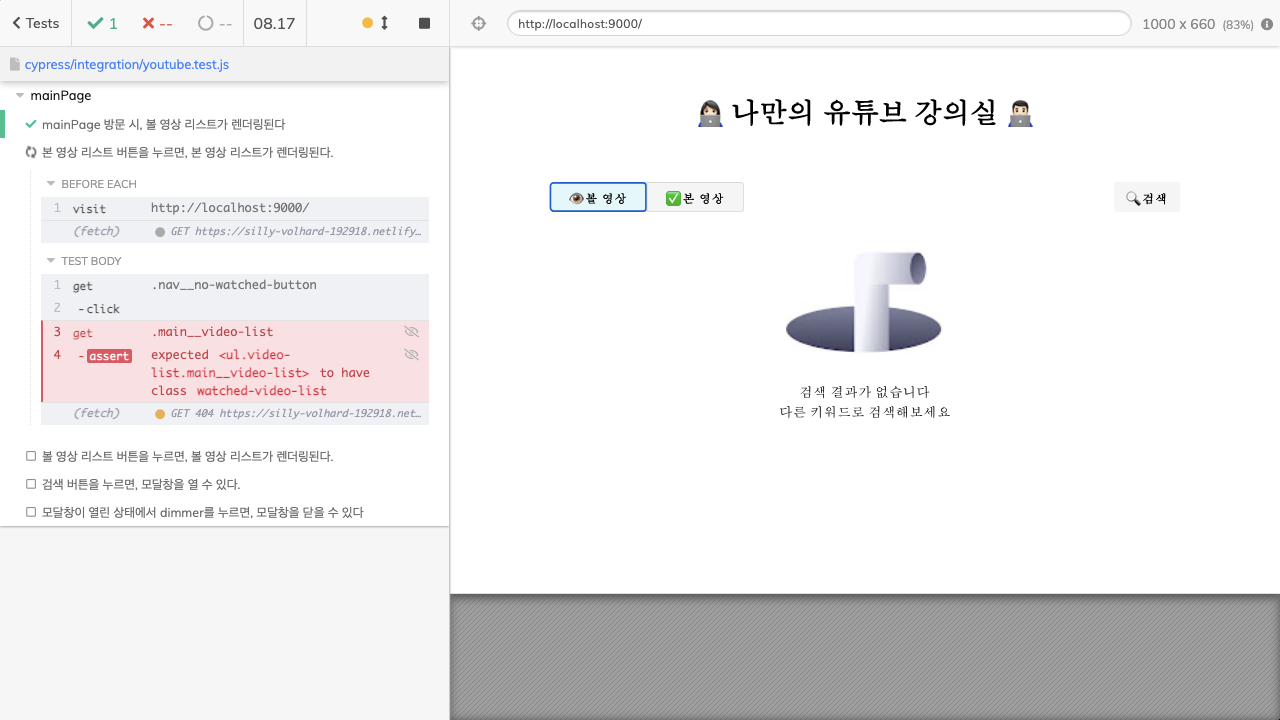 Tests
1
--
--
08.17
http://localhost:9000/
1000 x 660 (83%)
cypress/integration/youtube.test.js
mainPage
mainPage 방문 시, 볼 영상 리스트가 렌더링된다
본 영상 리스트 버튼을 누르면, 본 영상 리스트가 렌더링된다.
BEFORE EACH
1 visit http://localhost:9000/
(fetch) GET https://silly-volhard-192918.netlify…
TEST BODY
1 get .nav__no-watched-button
2 -click
3 get .main__video-list
4 -assert expected <ul.video-
list.main__video-list> to have
class watched-video-list
(fetch) GET 404 https://silly-volhard-192918.net…
볼 영상 리스트 버튼을 누르면, 볼 영상 리스트가 렌더링된다.
검색 버튼을 누르면, 모달창을 열 수 있다.
모달창이 열린 상태에서 dimmer를 누르면, 모달창을 닫을 수 있다
👩🏻‍💻 나만의 유튜브 강의실 👨🏻‍💻
👁️볼 영상
✅본 영상
🔍검색
검색 결과가 없습니다
다른 키워드로 검색해보세요